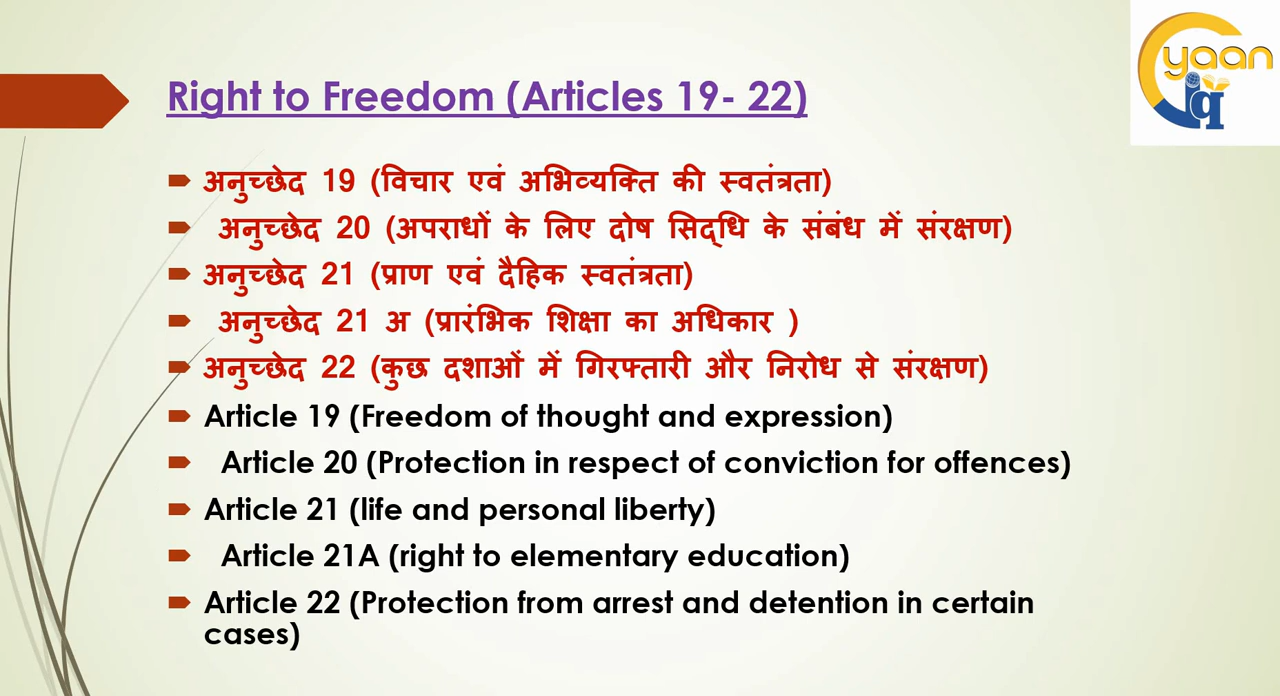 yaan
iq
Right to Freedom (Articles 19- 22)
अनुच्छेद 19 (विचार एवं अभिव्यक्ति की स्वतंत्रता)
अनुच्छेद 20 (अपराधों के लिए दोष सिद्धि के संबंध में संरक्षण)
अनुच्छेद 21 (प्राण एवं दैहिक स्वतंत्रता)
अनुच्छेद 21 अ (प्रारंभिक शिक्षा का अधिकार )
अनुच्छेद 22 (कुछ दशाओं में गिरफ्तारी और निरोध से संरक्षण)
Article 19 (Freedom of thought and expression)
Article 20 (Protection in respect of conviction for offences)
Article 21 (life and personal liberty)
Article 21A (right to elementary education)
Article 22 (Protection from arrest and detention in certain
cases)